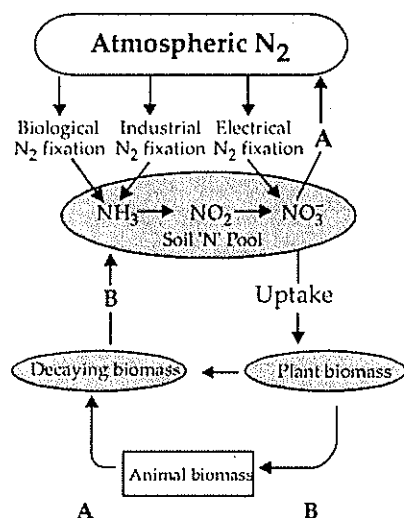 Atmospheric N₂
Biological Industrial Electrical
N₂ fixation N₂ fixation N₂ fixation
A
NH₃ NO₂ NO₃⁻
Soil 'N' Pool
B
Uptake
Decaying biomass Plant biomass
Animal biomass
A B